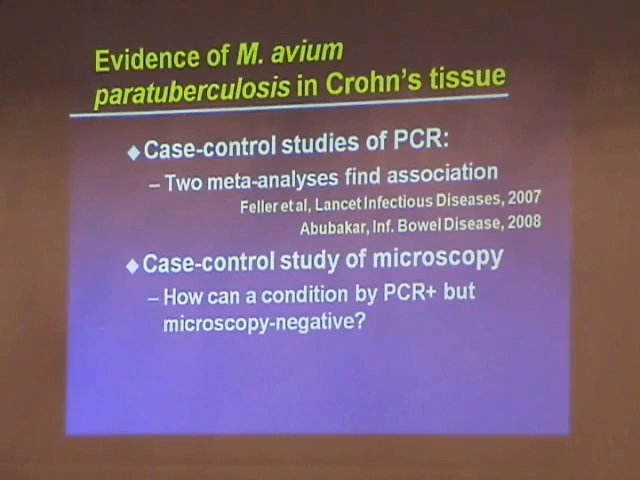 Evidence of M. avium
paratuberculosis in Crohn's tissue
◆Case-control studies of PCR:
– Two meta-analyses find association
Feller et al, Lancet Infectious Diseases, 2007
Abubakar, Inf. Bowel Disease, 2008
◆Case-control study of microscopy
– How can a condition by PCR+ but
microscopy-negative?